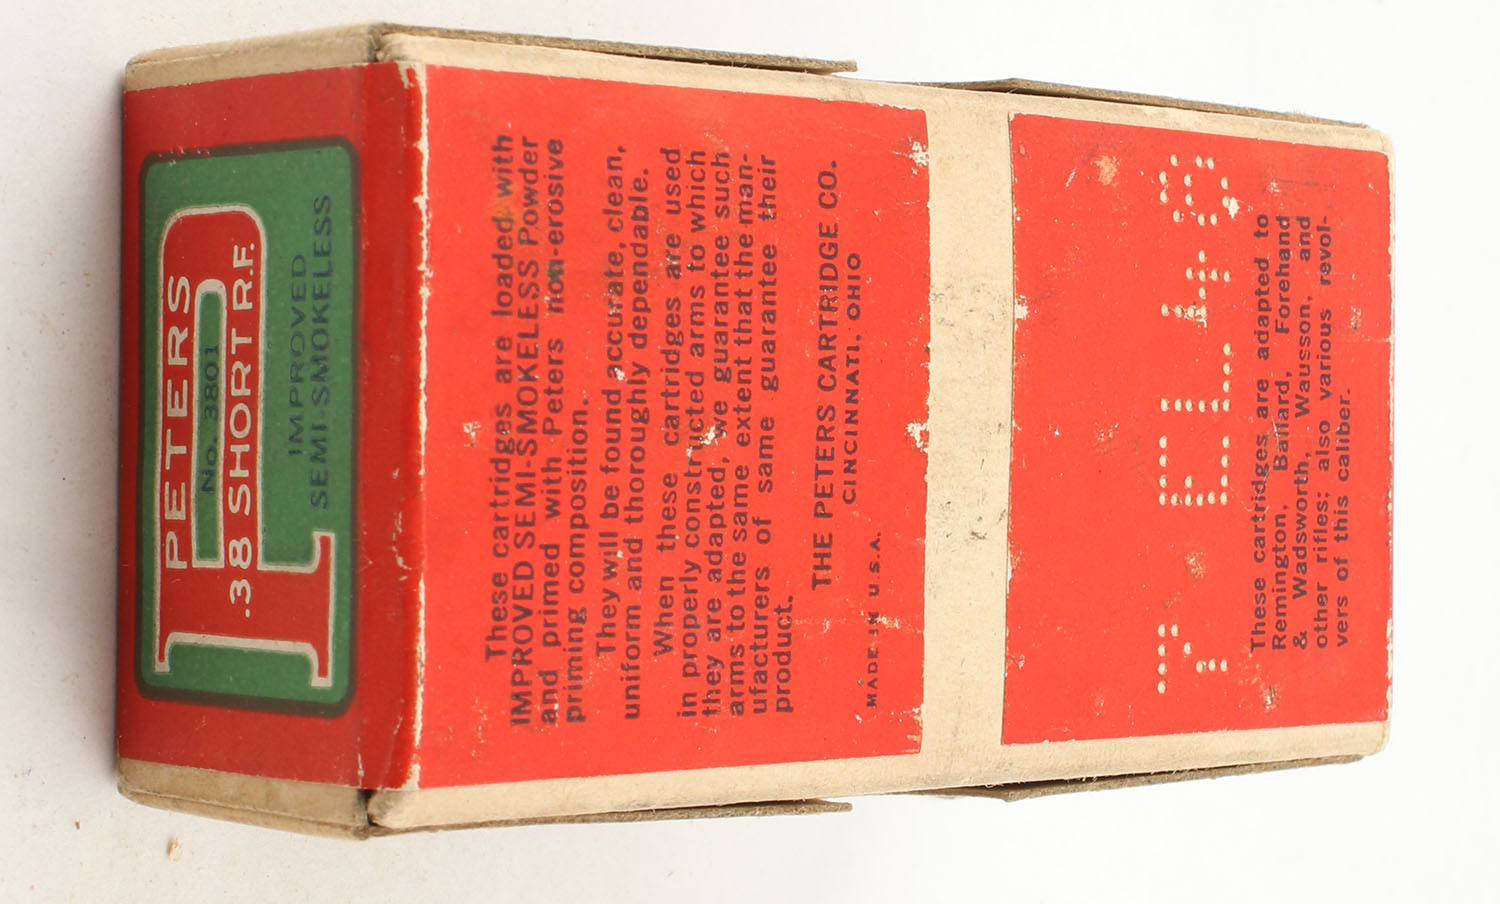 PETERS
No. 3801
.38 SHORT R.F.
IMPROVED
SEMI-SMOKELESS
These cartridges are loaded with
IMPROVED SEMI-SMOKELESS Powder
and primed with Peters non-erosive
priming composition.
They will be found accurate, clean,
uniform and thoroughly dependable.
When these cartridges are used
in properly constructed arms to which
they are adapted, we guarantee such
arms to the same extent that the man-
ufacturers of same guarantee their
product.
THE PETERS CARTRIDGE CO.
CINCINNATI, OHIO
MADE IN U.S.A.
These cartridges are adapted to
Remington, Ballard, Forehand
& Wadsworth, Wausson, and
other rifles; also various revol-
vers of this caliber.